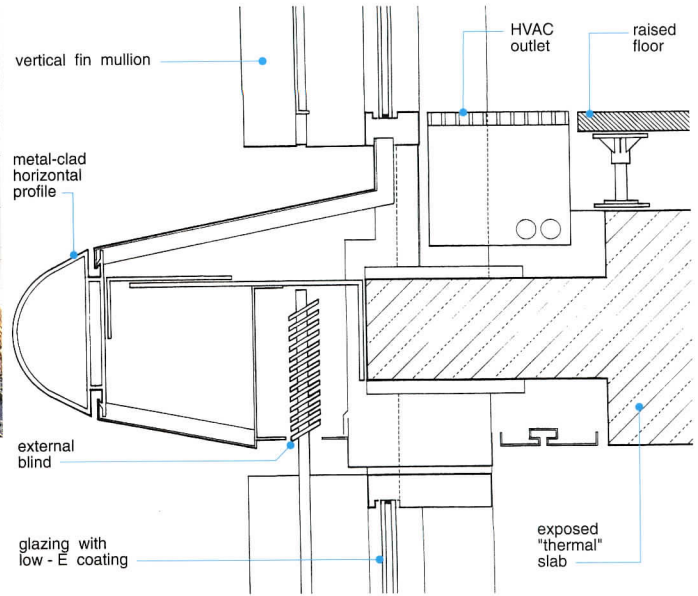 HVAC
outlet
raised
floor
vertical fin mullion
metal-clad
horizontal
profile
external
blind
glazing with
low - E coating
exposed
"thermal"
slab